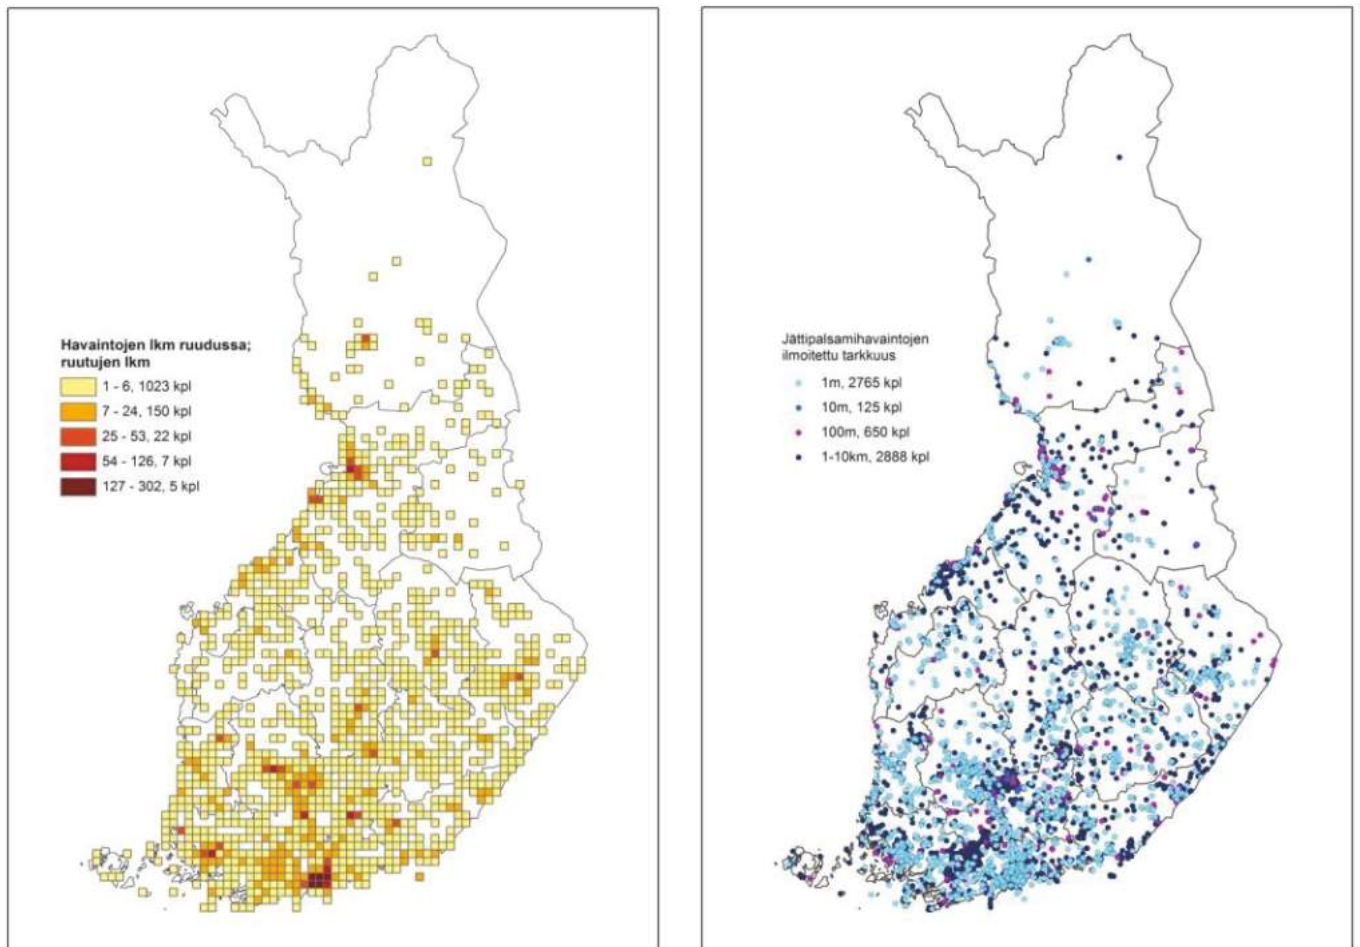 Havaintojen lkm ruudussa;
ruutujen lkm
1 - 6, 1023 kpl
7 - 24, 150 kpl
25 - 53, 22 kpl
54 - 126, 7 kpl
127 - 302, 5 kpl
Jättipalsamihavaintojen
ilmoitettu tarkkuus
1m, 2765 kpl
10m, 125 kpl
100m, 650 kpl
1-10km, 2888 kpl